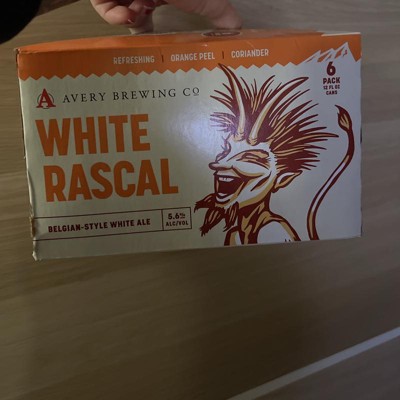 REFRESHING | ORANGE PEEL | CORIANDER
6
PACK
12 FL OZ
CANS
AVERY BREWING CO
WHITE
RASCAL
BELGIAN-STYLE WHITE ALE
5.6%
ALC/VOL